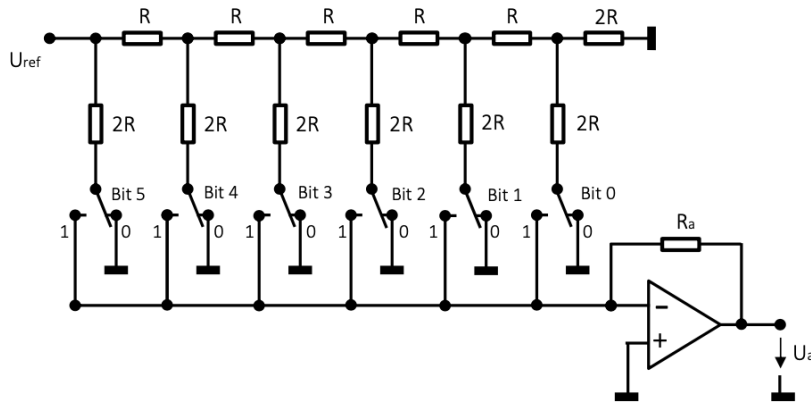 R R R R R 2R
Uref
2R 2R 2R 2R 2R 2R
Bit 5 Bit 4 Bit 3 Bit 2 Bit 1 Bit 0
1 0 1 0 1 0 1 0 1 0 1 0
Ra
−
+
Ua